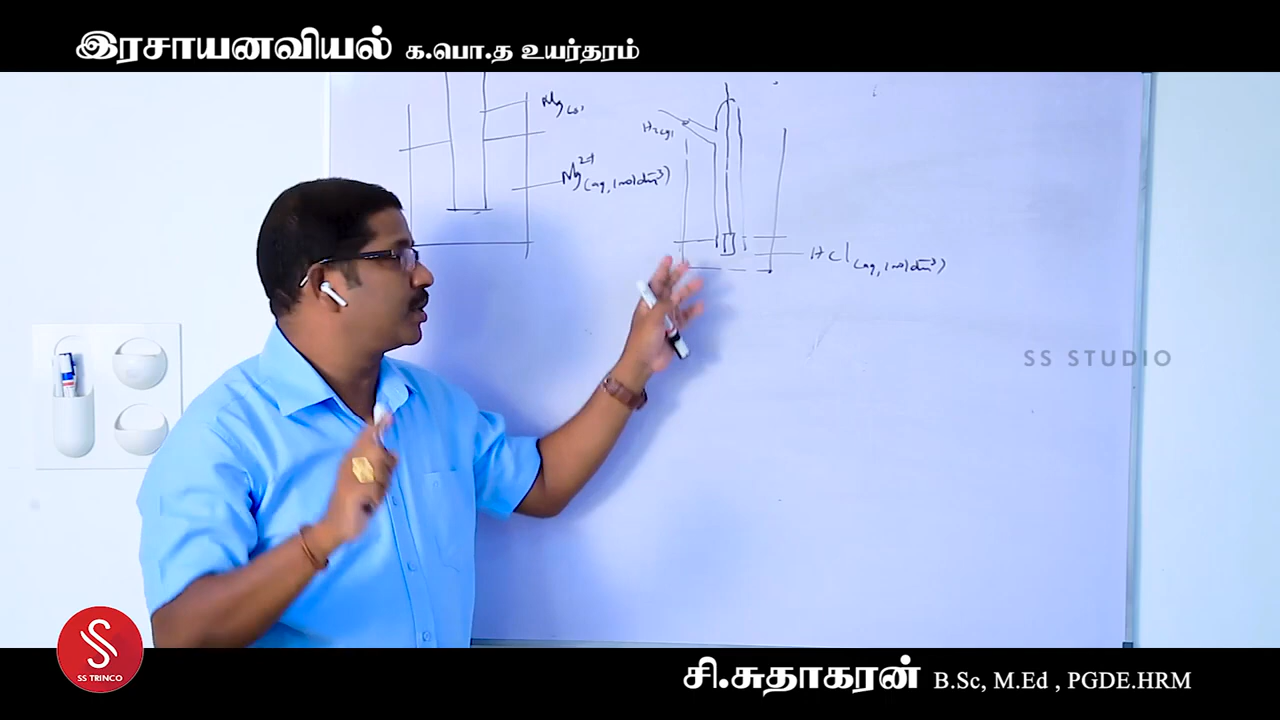 இரசாயனவியல் க.பொ.த உயர்தரம்
Mg(s)
H2(g)
Mg2+(aq, 1moldm-3)
HCl(aq, 1moldm-3)
SS STUDIO
SS TRINCO
சி.சுதாகரன் B.Sc, M.Ed , PGDE.HRM